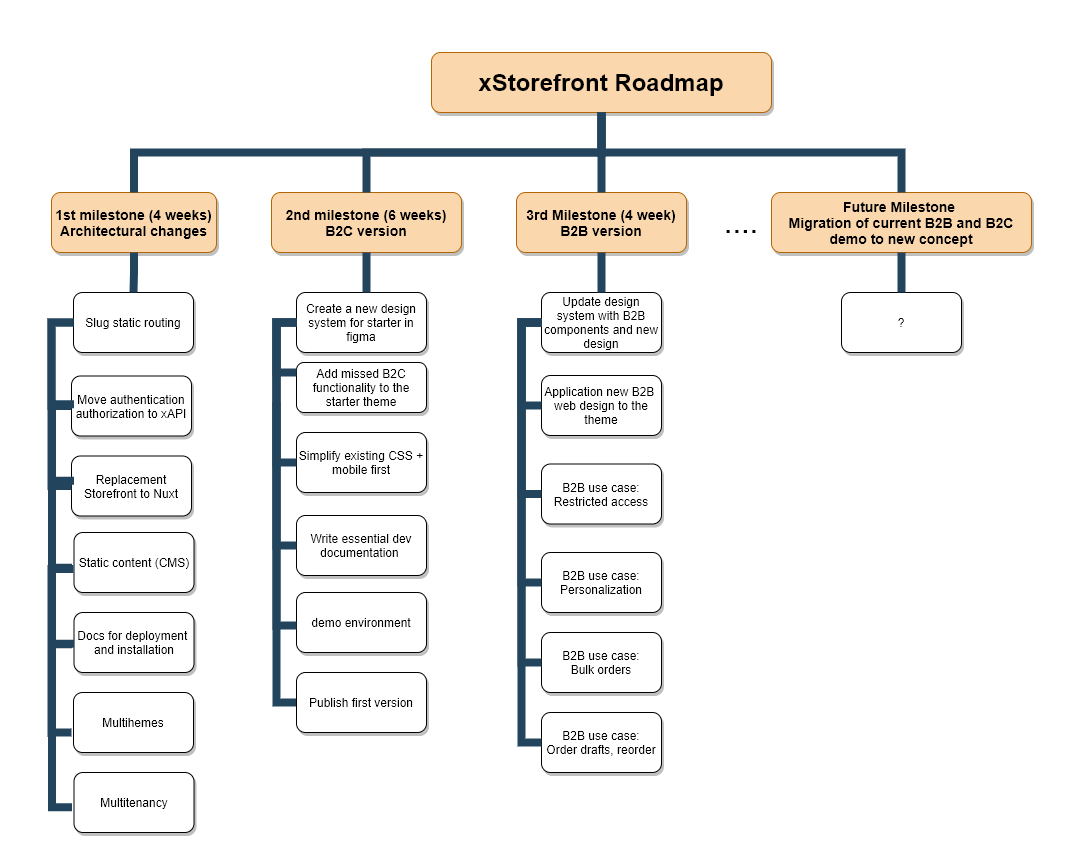 xStorefront Roadmap
1st milestone (4 weeks)
Architectural changes
2nd milestone (6 weeks)
B2C version
3rd Milestone (4 week)
B2B version
....
Future Milestone
Migration of current B2B and B2C
demo to new concept
Slug static routing
Move authentication
authorization to xAPI
Replacement
Storefront to Nuxt
Static content (CMS)
Docs for deployment
and installation
Multihemes
Multitenancy
Create a new design
system for starter in
figma
Add missed B2C
functionality to the
starter theme
Simplify existing CSS +
mobile first
Write essential dev
documentation
demo environment
Publish first version
Update design
system with B2B
components and new
design
Application new B2B
web design to the
theme
B2B use case:
Restricted access
B2B use case:
Personalization
B2B use case:
Bulk orders
B2B use case:
Order drafts, reorder
?